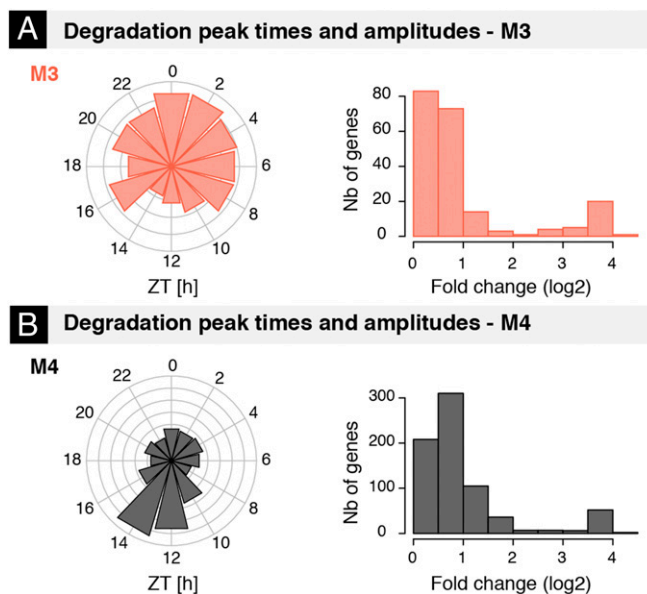 A Degradation peak times and amplitudes - M3
M3
0
2
4
6
8
10
12
14
16
18
20
22
ZT [h]
Nb of genes
80
60
40
20
0
0 1 2 3 4
Fold change (log2)
B Degradation peak times and amplitudes - M4
M4
0
2
4
6
8
10
12
14
16
18
20
22
ZT [h]
Nb of genes
300
200
100
0
0 1 2 3 4
Fold change (log2)